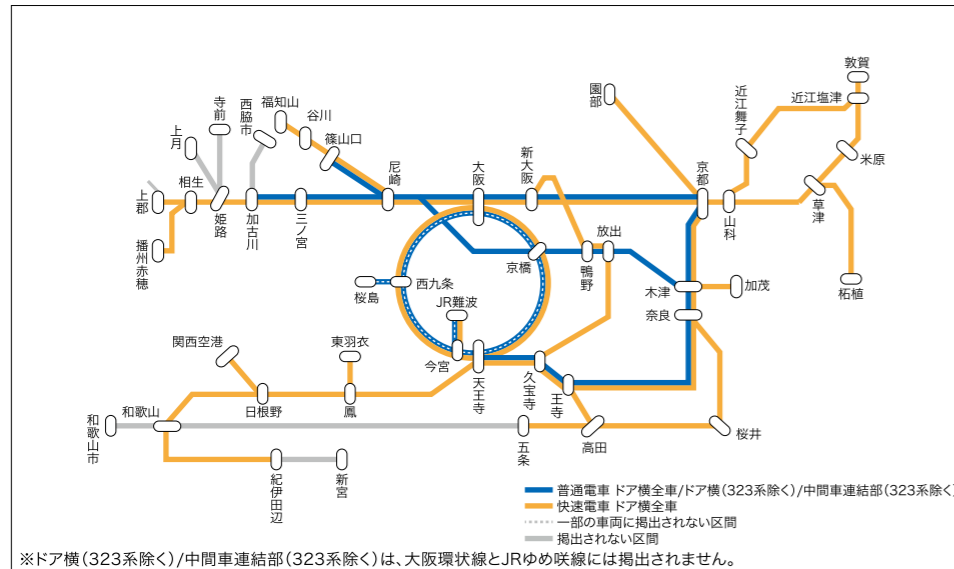 敦賀
近江塩津
近江舞子
園部
米原
寺前
西脇市
福知山
谷川
篠山口
上月
相生
上郡
姫路
加古川
三ノ宮
尼崎
大阪
新大阪
京都
山科
草津
播州赤穂
京橋
鴨野
放出
木津
加茂
柘植
桜島
西九条
JR難波
奈良
関西空港
東羽衣
今宮
天王寺
久宝寺
王寺
和歌山
和歌山市
日根野
鳳
五条
高田
桜井
紀伊田辺
新宮
普通電車 ドア横全車/ドア横(323系除く)/中間車連結部(323系除く)
快速電車 ドア横全車
一部の車両に掲出されない区間
掲出されない区間
※ドア横(323系除く)/中間車連結部(323系除く)は、大阪環状線とJRゆめ咲線には掲出されません。